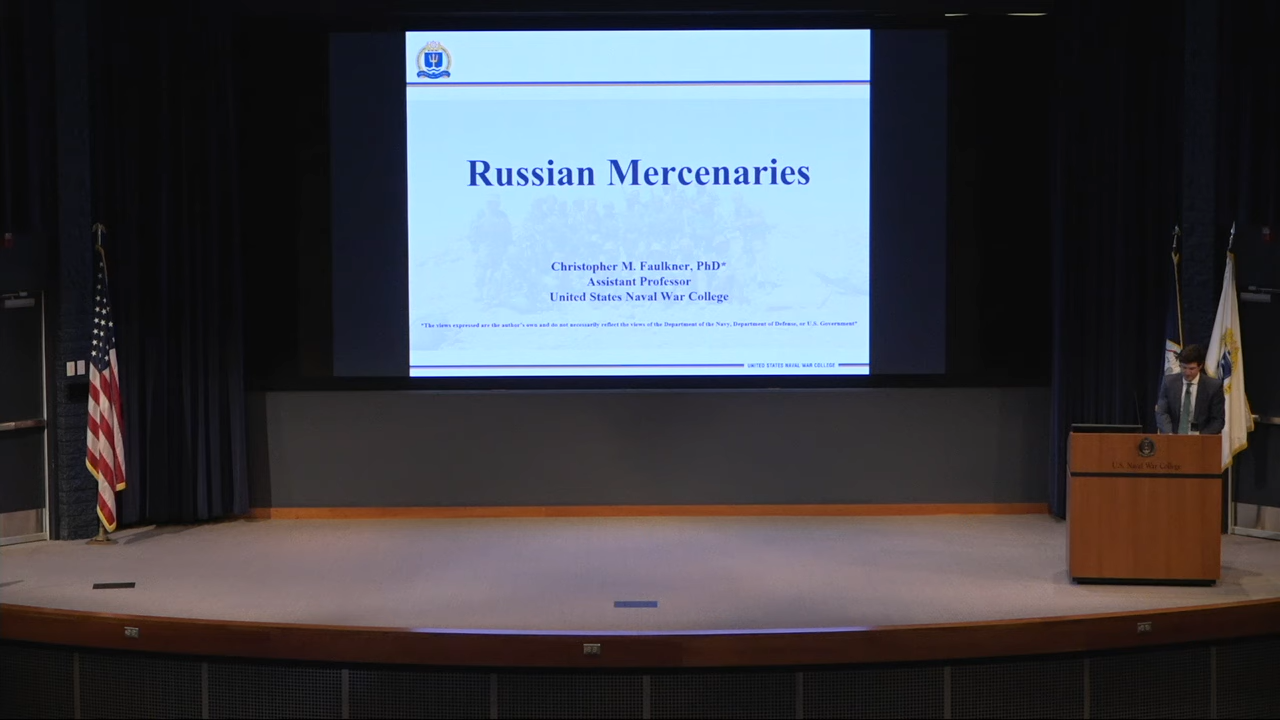 Russian Mercenaries
Christopher M. Faulkner, PhD*
Assistant Professor
United States Naval War College
*The views expressed are the author's own and do not necessarily reflect the views of the Department of the Navy, Department of Defense, or U.S. Government*
UNITED STATES NAVAL WAR COLLEGE
U.S. Naval War College